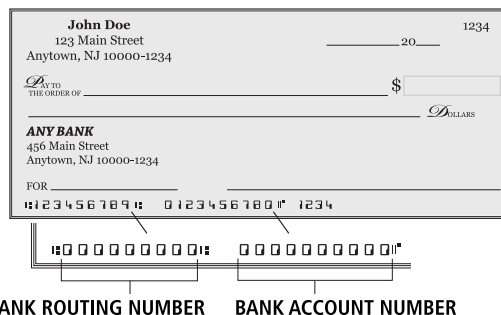 John Doe 1234
123 Main Street 20
Anytown, NJ 10000-1234
PAY TO
THE ORDER OF $
DOLLARS
ANY BANK
456 Main Street
Anytown, NJ 10000-1234
FOR
⑆123456789⑆ 0123456780⑈ 1234
⑆000000000⑆ 0000000000⑈
ANK ROUTING NUMBER BANK ACCOUNT NUMBER